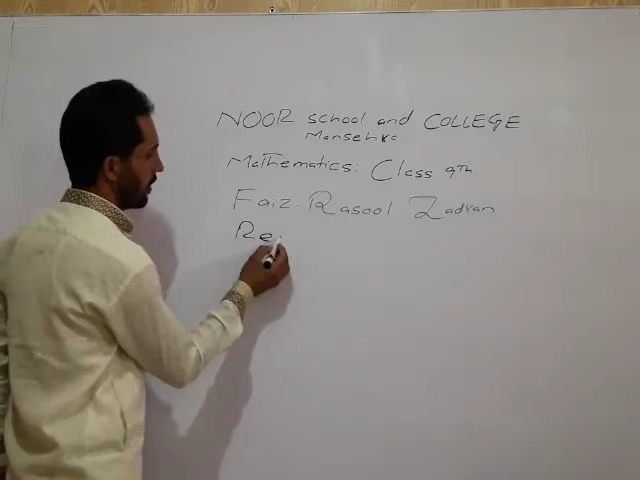 NOOR school and COLLEGE
Mansehra.
Mathematics: Class 9Th
Faiz: Rasool Zadran
Re